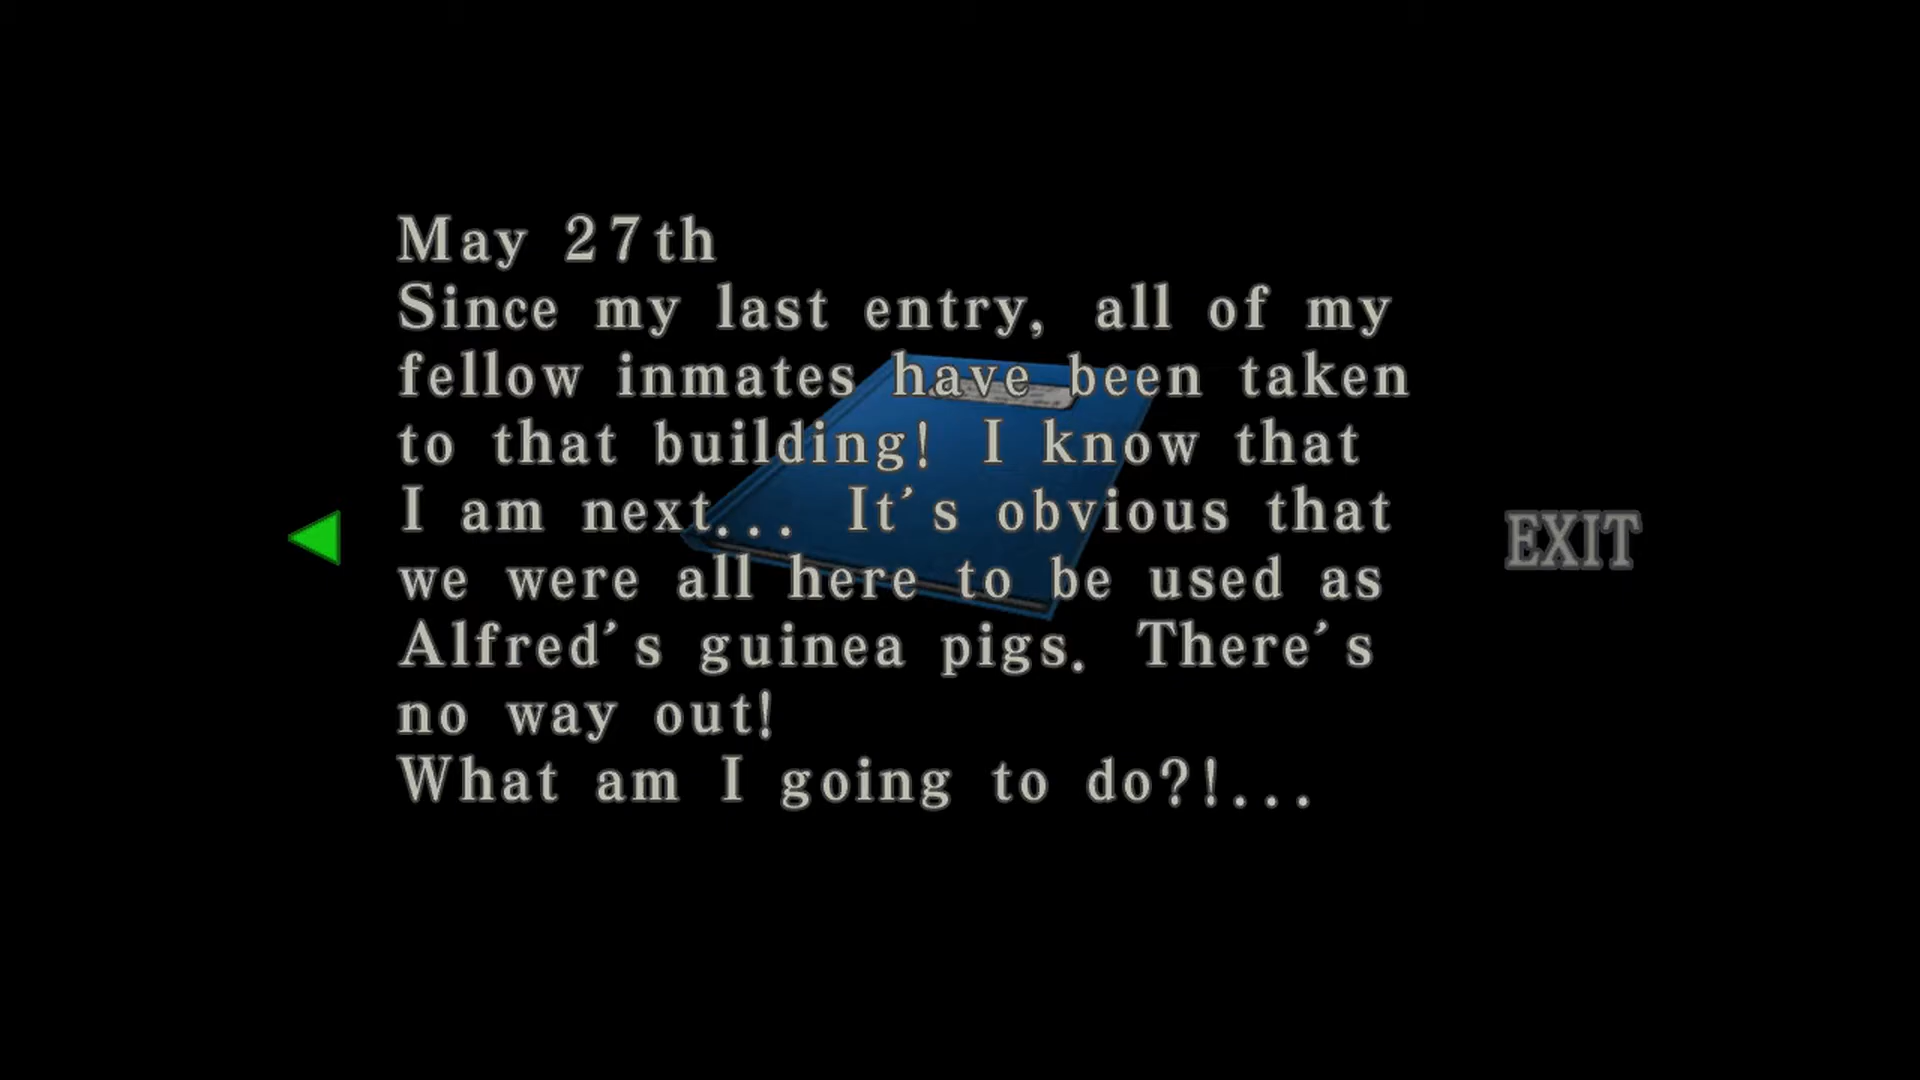 May 27th
Since my last entry, all of my
fellow inmates have been taken
to that building! I know that
I am next... It's obvious that
we were all here to be used as
Alfred's guinea pigs. There's
no way out!
What am I going to do?!...
EXIT